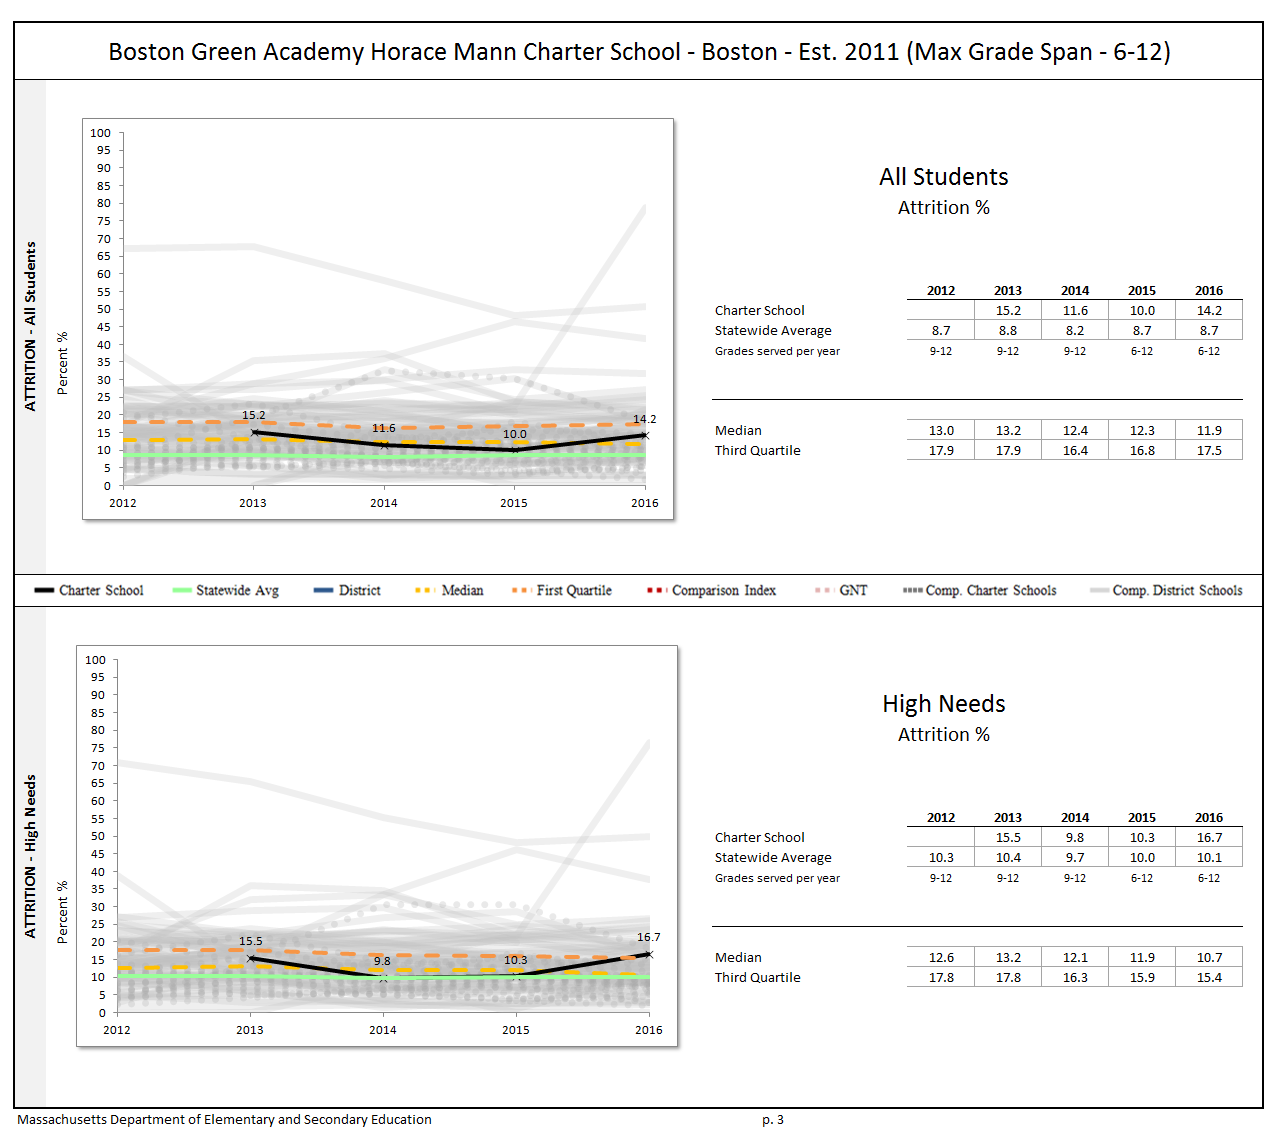 Boston Green Academy Horace Mann Charter School - Boston - Est. 2011 (Max Grade Span - 6-12)
ATTRITION - All Students
Percent %
100
95
90
85
80
75
70
65
60
55
50
45
40
35
30
25
20
15
10
5
0
15.2
11.6
10.0
14.2
2012 2013 2014 2015 2016
All Students
Attrition %
2012 2013 2014 2015 2016
Charter School 15.2 11.6 10.0 14.2
Statewide Average 8.7 8.8 8.2 8.7 8.7
Grades served per year 9-12 9-12 9-12 6-12 6-12
Median 13.0 13.2 12.4 12.3 11.9
Third Quartile 17.9 17.9 16.4 16.8 17.5
Charter School Statewide Avg District Median First Quartile Comparison Index GNT Comp. Charter Schools Comp. District Schools
ATTRITION - High Needs
Percent %
100
95
90
85
80
75
70
65
60
55
50
45
40
35
30
25
20
15
10
5
0
15.5
9.8
10.3
16.7
2012 2013 2014 2015 2016
High Needs
Attrition %
2012 2013 2014 2015 2016
Charter School 15.5 9.8 10.3 16.7
Statewide Average 10.3 10.4 9.7 10.0 10.1
Grades served per year 9-12 9-12 9-12 6-12 6-12
Median 12.6 13.2 12.1 11.9 10.7
Third Quartile 17.8 17.8 16.3 15.9 15.4
Massachusetts Department of Elementary and Secondary Education p. 3